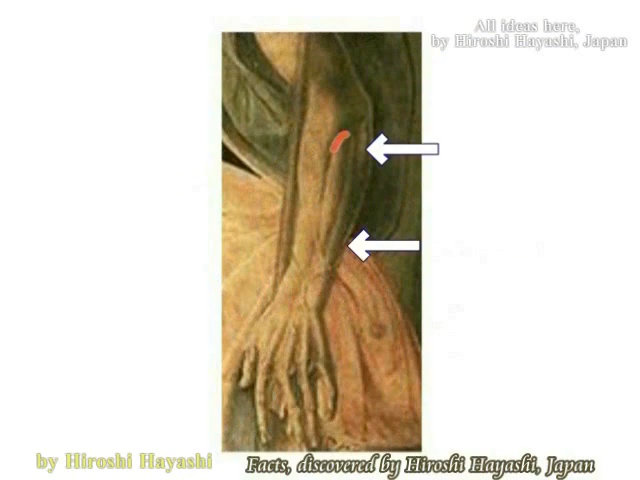 All ideas here,
by Hiroshi Hayashi, Japan
by Hiroshi Hayashi
Facts, discovered by Hiroshi Hayashi, Japan